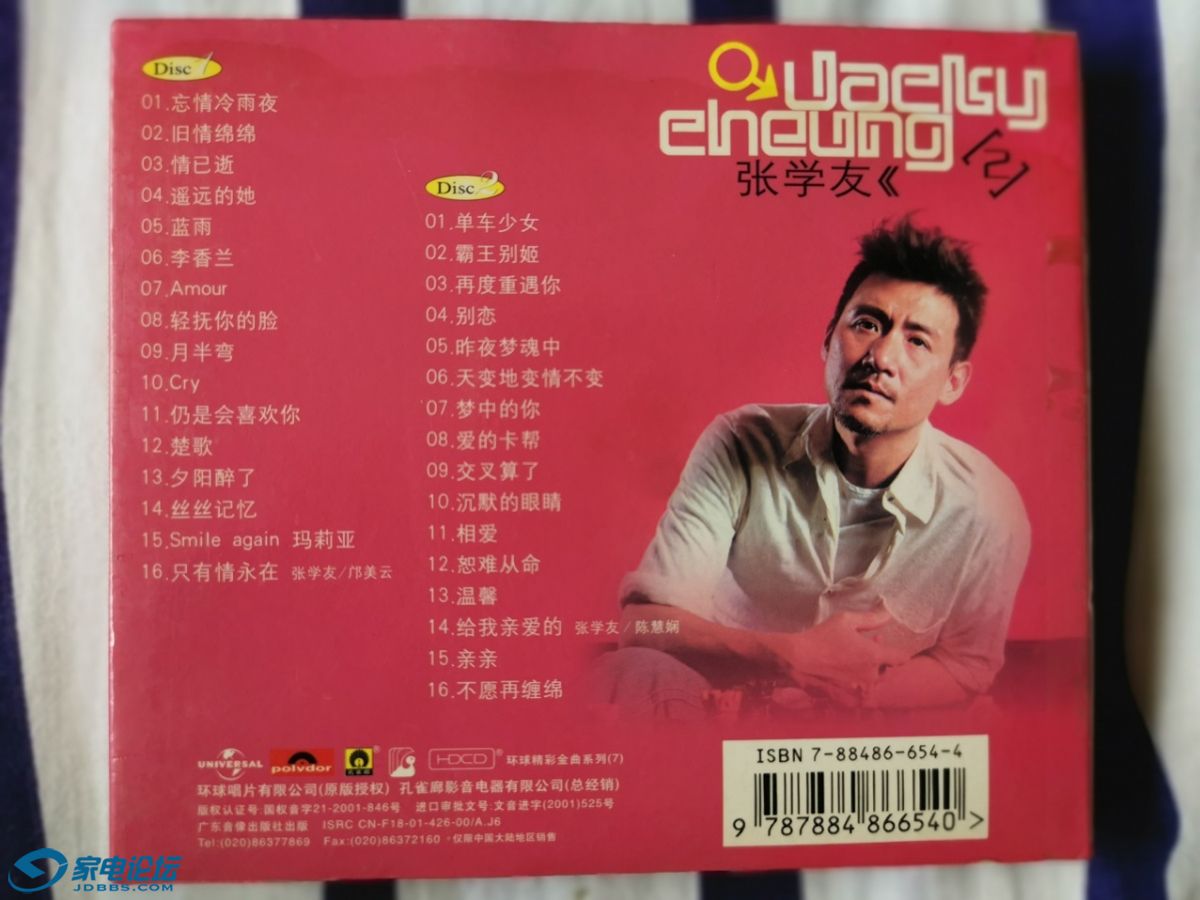 Disc 1
01.忘情冷雨夜
02.旧情绵绵
03.情已逝
04.遥远的她
05.蓝雨
06.李香兰
07.Amour
08.轻抚你的脸
09.月半弯
10.Cry
11.仍是会喜欢你
12.楚歌
13.夕阳醉了
14.丝丝记忆
15.Smile again 玛莉亚
16.只有情永在 张学友/邝美云
Jacky
cheung
[2]
张学友《
Disc 2
01.单车少女
02.霸王别姬
03.再度重遇你
04.别恋
05.昨夜梦魂中
06.天变地变情不变
07.梦中的你
08.爱的卡帮
09.交叉算了
10.沉默的眼睛
11.相爱
12.恕难从命
13.温馨
14.给我亲爱的 张学友/陈慧娴
15.亲亲
16.不愿再缠绵
UNIVERSAL polydor 孔雀廊 HDCD® 环球精彩金曲系列(7)
环球唱片有限公司(原版授权) 孔雀廊影音电器有限公司(总经销)
版权认证号:国权音字21-2001-846号 进口审批文号:文音进字(2001)525号
广东音像出版社出版 ISRC CN-F18-01-426-00/A.J6
Tel:(020)86377869 Fax:(020)86372160 ·仅限中国大陆地区销售
ISBN 7-88486-654-4
9 787884 866540 >
家电论坛
JDBBS.COM